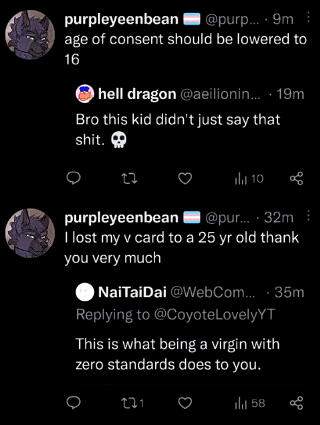 purpleyeenbean 🏳️‍⚧️ @purp... · 9m
age of consent should be lowered to
16
hell dragon @aeilionin... · 19m
Bro this kid didn't just say that
shit. 💀
10
purpleyeenbean 🏳️‍⚧️ @pur... · 32m
I lost my v card to a 25 yr old thank
you very much
NaiTaiDai @WebCom... · 35m
Replying to @CoyoteLovelyYT
This is what being a virgin with
zero standards does to you.
1 58